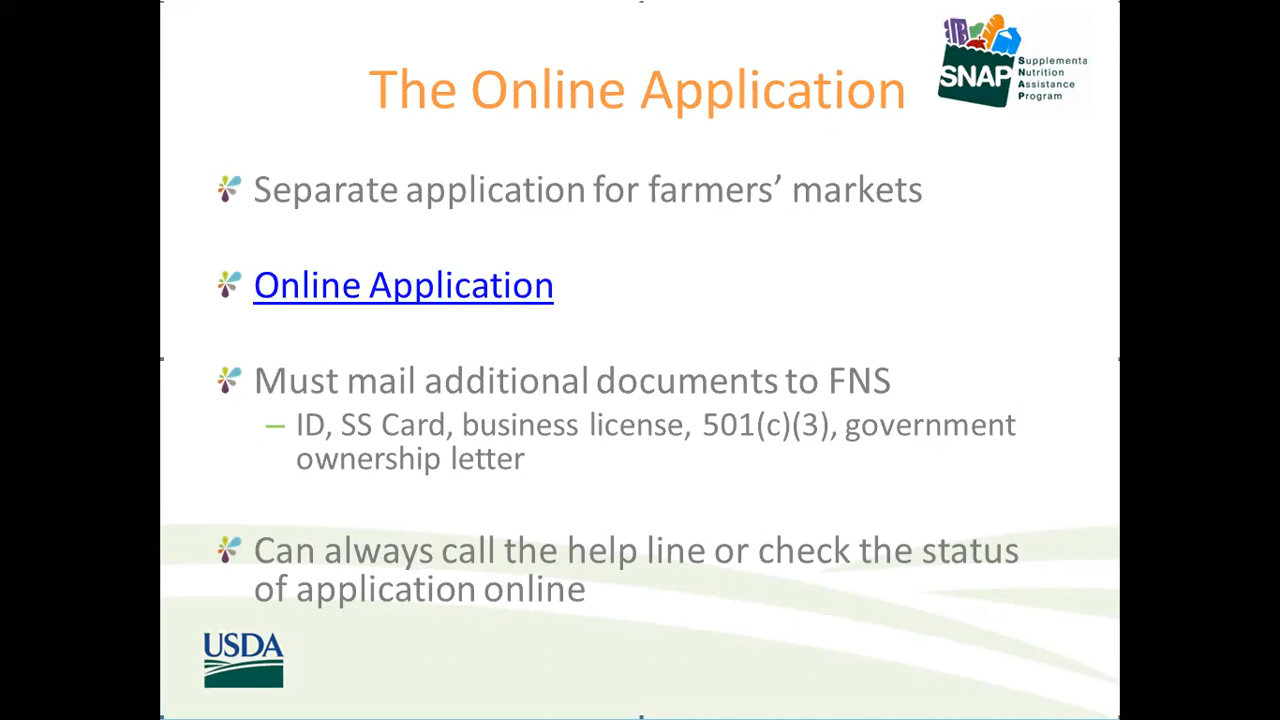 The Online Application
EBT
SNAP
Supplementa
Nutrition
Assistance
Program
Separate application for farmers’ markets
Online Application
Must mail additional documents to FNS
– ID, SS Card, business license, 501(c)(3), government
ownership letter
Can always call the help line or check the status
of application online
USDA